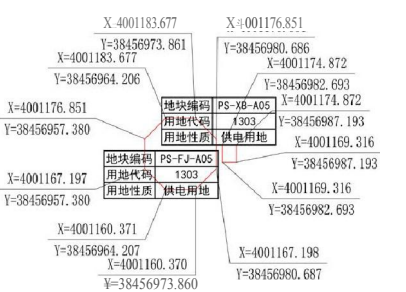 X=4001183.677
X=4001176.851
Y=38456973.861
Y=38456980.686
X=4001183.677
X=4001174.872
Y=38456964.206
Y=38456982.693
X=4001176.851
地块编码 PS-XB-A05
X=4001174.872
Y=38456957.380
用地代码 1303
Y=38456987.193
用地性质 供电用地
X=4001169.316
地块编码 PS-FJ-A05
Y=38456987.193
X=4001167.197
用地代码 1303
X=4001169.316
Y=38456957.380
用地性质 供电用地
Y=38456982.693
X=4001160.371
Y=38456964.207
X=4001167.198
X=4001160.370
Y=38456980.687
Y=38456973.860